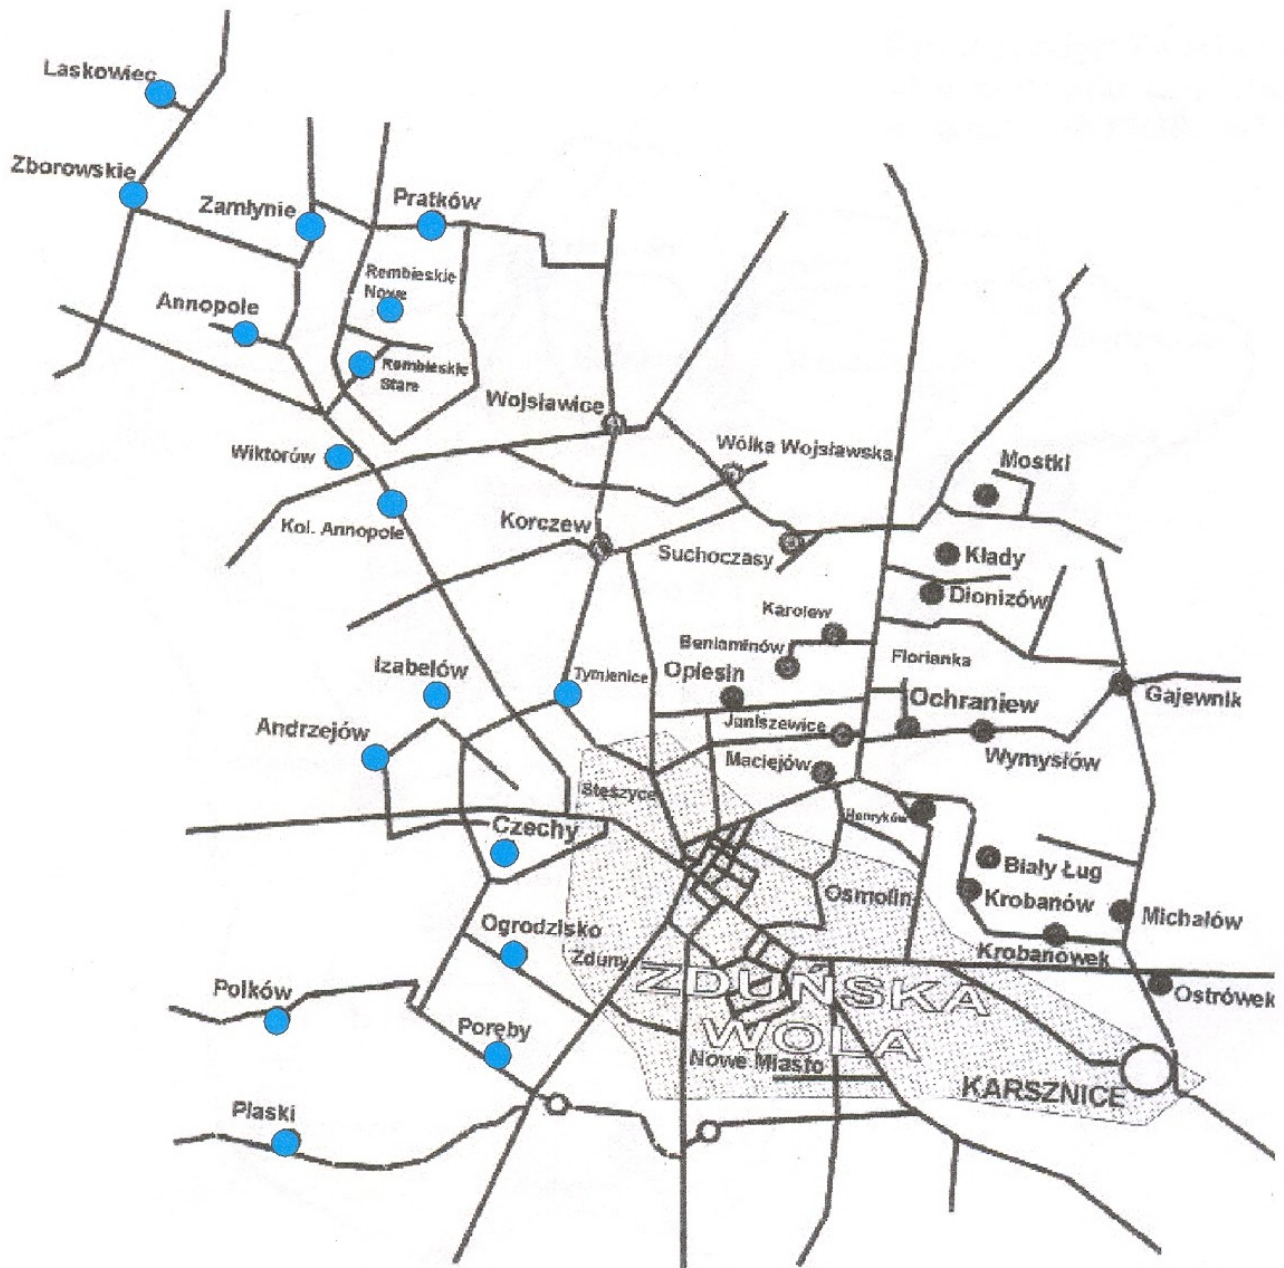 Laskowiec
Zborowskie
Zamłynie
Pratków
Rembieskie
Nowe
Annopole
Rembieskie
Stare
Wojsławice
Wiktorów
Wólka Wojsławska
Mostki
Kol. Annopole
Korczew
Suchoczasy
Kłady
Dionizów
Karolew
Beniaminów
Florianka
Izabelów
Tymienice
Opiesin
Ochraniew
Gajewnik
Andrzejów
Janiszewice
Wymysłów
Maciejów
Stęszyce
Henryków
Czechy
Biały Ług
Osmolin
Krobanów
Michałów
Ogrodzisko
Zduny
Krobanówek
Polków
ZDUŃSKA
WOLA
Ostrówek
Poręby
Nowe Miasto
KARSZNICE
Piaski